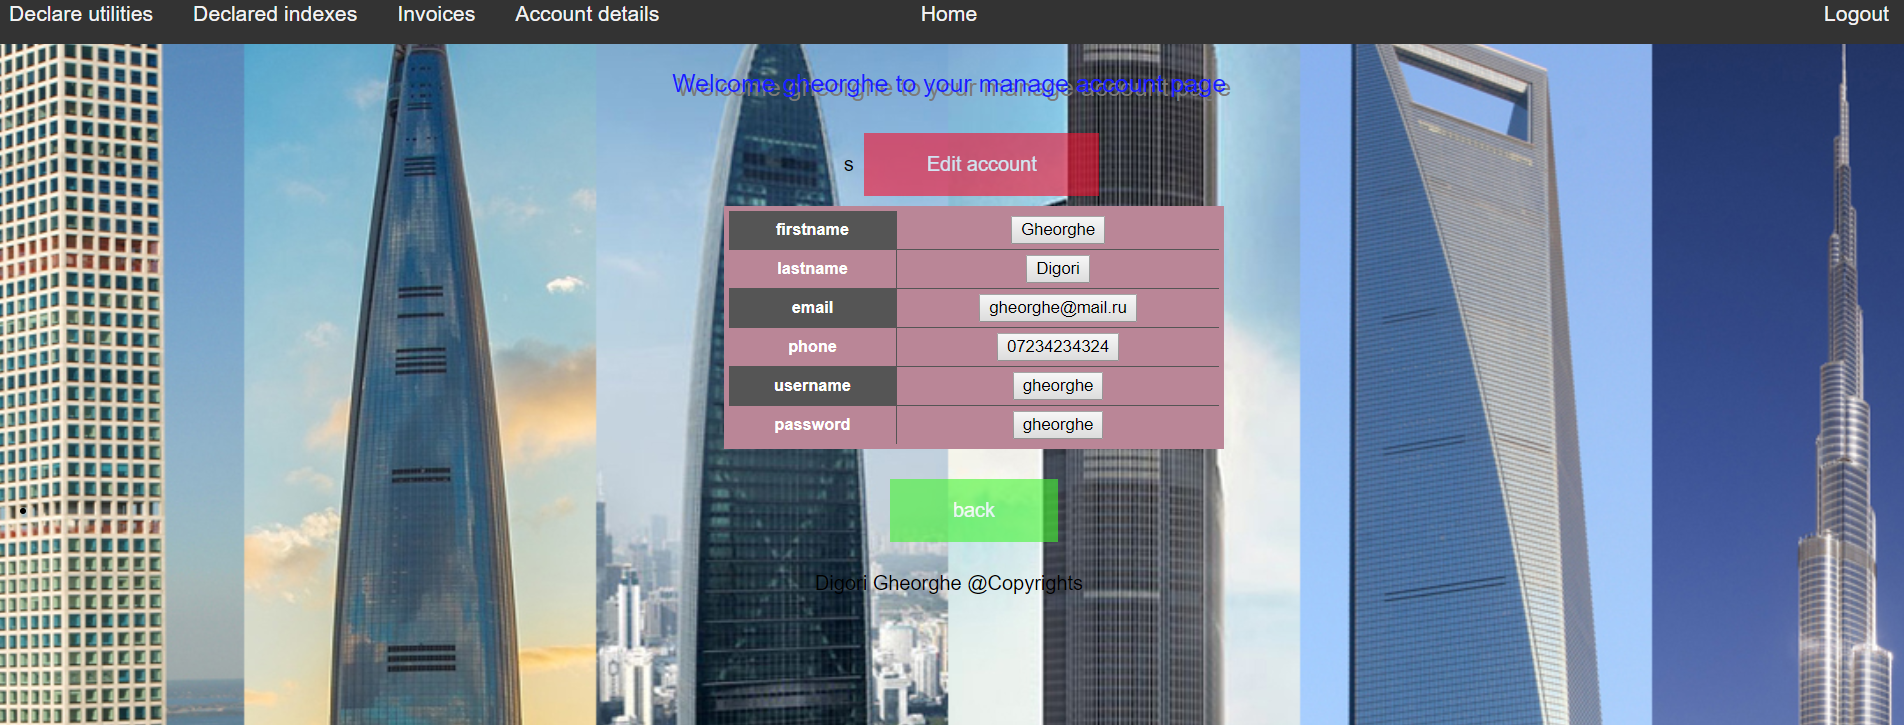 Declare utilities Declared indexes Invoices Account details Home Logout
Welcome gheorghe to your manage account page
s Edit account
firstname Gheorghe
lastname Digori
email gheorghe@mail.ru
phone 07234234324
username gheorghe
password gheorghe
back
Digori Gheorghe @Copyrights